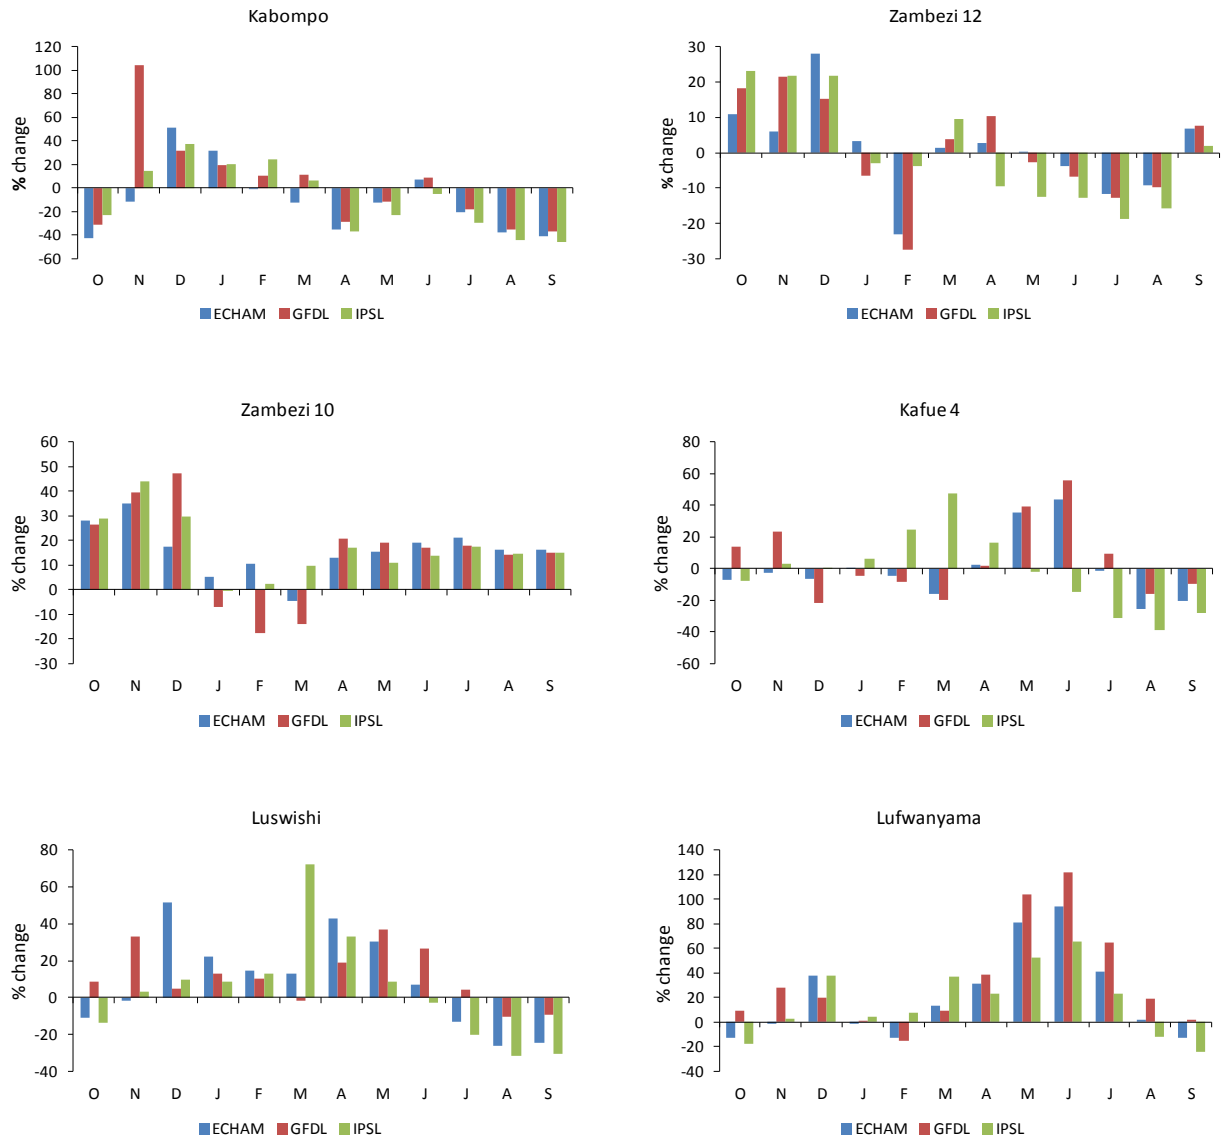 Kabompo
% change
120
100
80
60
40
20
0
-20
-40
-60
O N D J F M A M J J A S
ECHAM GFDL IPSL
Zambezi 12
% change
30
20
10
0
-10
-20
-30
O N D J F M A M J J A S
ECHAM GFDL IPSL
Zambezi 10
% change
60
50
40
30
20
10
0
-10
-20
-30
O N D J F M A M J J A S
ECHAM GFDL IPSL
Kafue 4
% change
80
60
40
20
0
-20
-40
-60
O N D J F M A M J J A S
ECHAM GFDL IPSL
Luswishi
% change
80
60
40
20
0
-20
-40
O N D J F M A M J J A S
ECHAM GFDL IPSL
Lufwanyama
% change
140
120
100
80
60
40
20
0
-20
-40
O N D J F M A M J J A S
ECHAM GFDL IPSL